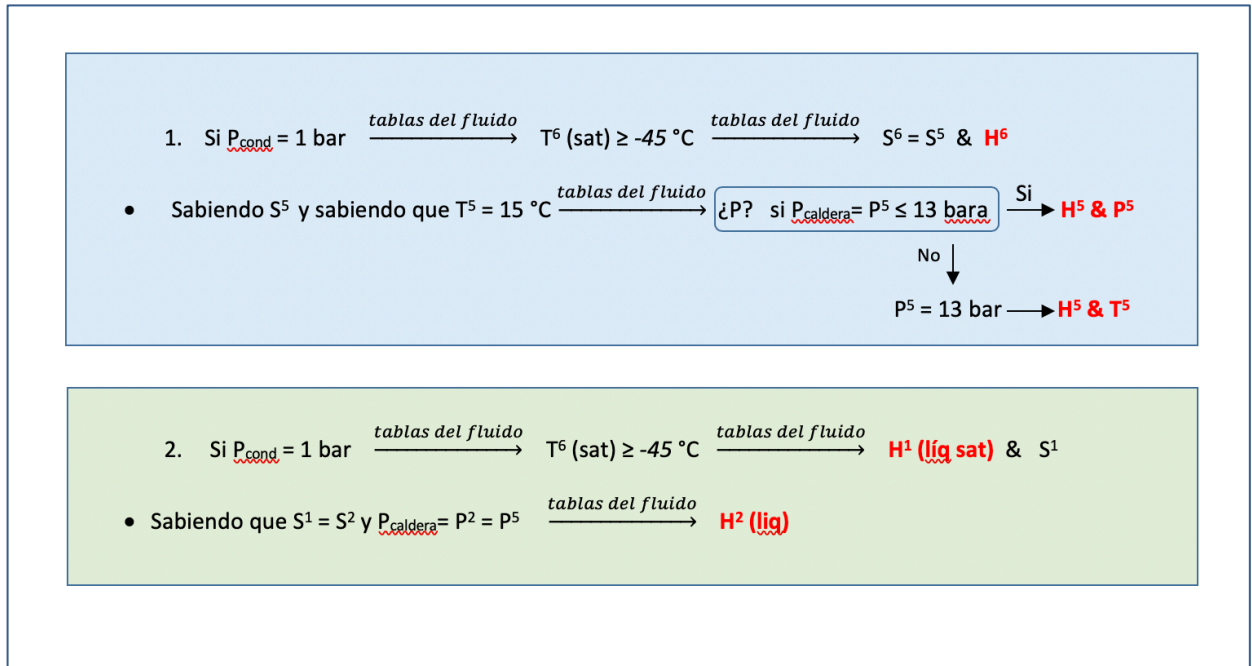 1. Si Pcond = 1 bar tablas del fluido T⁶ (sat) ≥ -45 °C tablas del fluido S⁶ = S⁵ & H⁶
• Sabiendo S⁵ y sabiendo que T⁵ = 15 °C tablas del fluido ¿P? si Pcaldera= P⁵ ≤ 13 bara Si H⁵ & P⁵
No
P⁵ = 13 bar H⁵ & T⁵
2. Si Pcond = 1 bar tablas del fluido T⁶ (sat) ≥ -45 °C tablas del fluido H¹ (líq sat) & S¹
• Sabiendo que S¹ = S² y Pcaldera= P² = P⁵ tablas del fluido H² (liq)